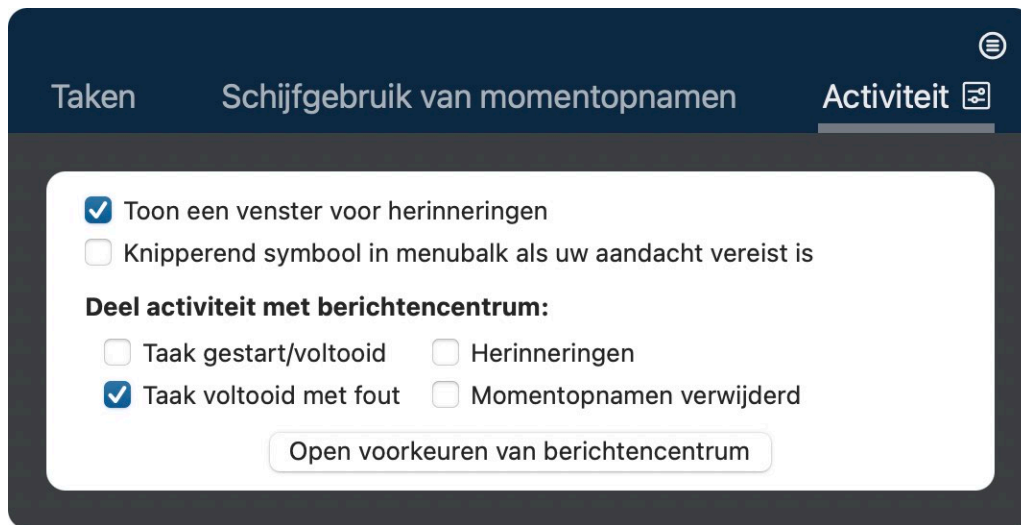 Taken Schijfgebruik van momentopnamen Activiteit
Toon een venster voor herinneringen
Knipperend symbool in menubalk als uw aandacht vereist is
Deel activiteit met berichtencentrum:
Taak gestart/voltooid Herinneringen
Taak voltooid met fout Momentopnamen verwijderd
Open voorkeuren van berichtencentrum